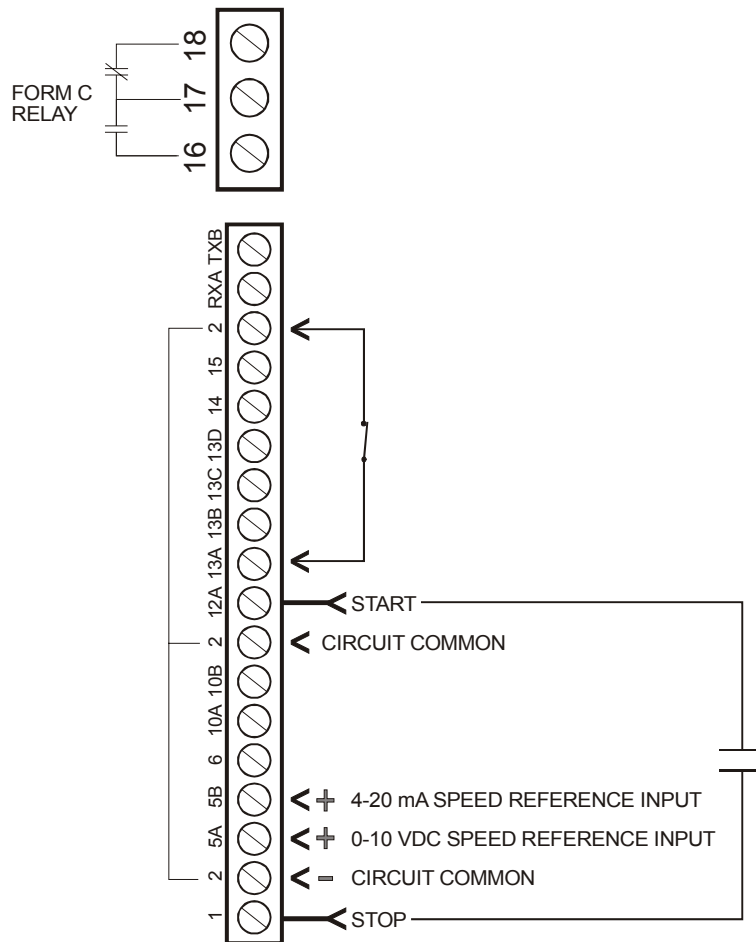 18
17
16
FORM C
RELAY
TXB
RXA
2
15
14
13D
13C
13B
13A
12A
START
2
CIRCUIT COMMON
10B
10A
6
5B
+ 4-20 mA SPEED REFERENCE INPUT
5A
+ 0-10 VDC SPEED REFERENCE INPUT
2
- CIRCUIT COMMON
1
STOP